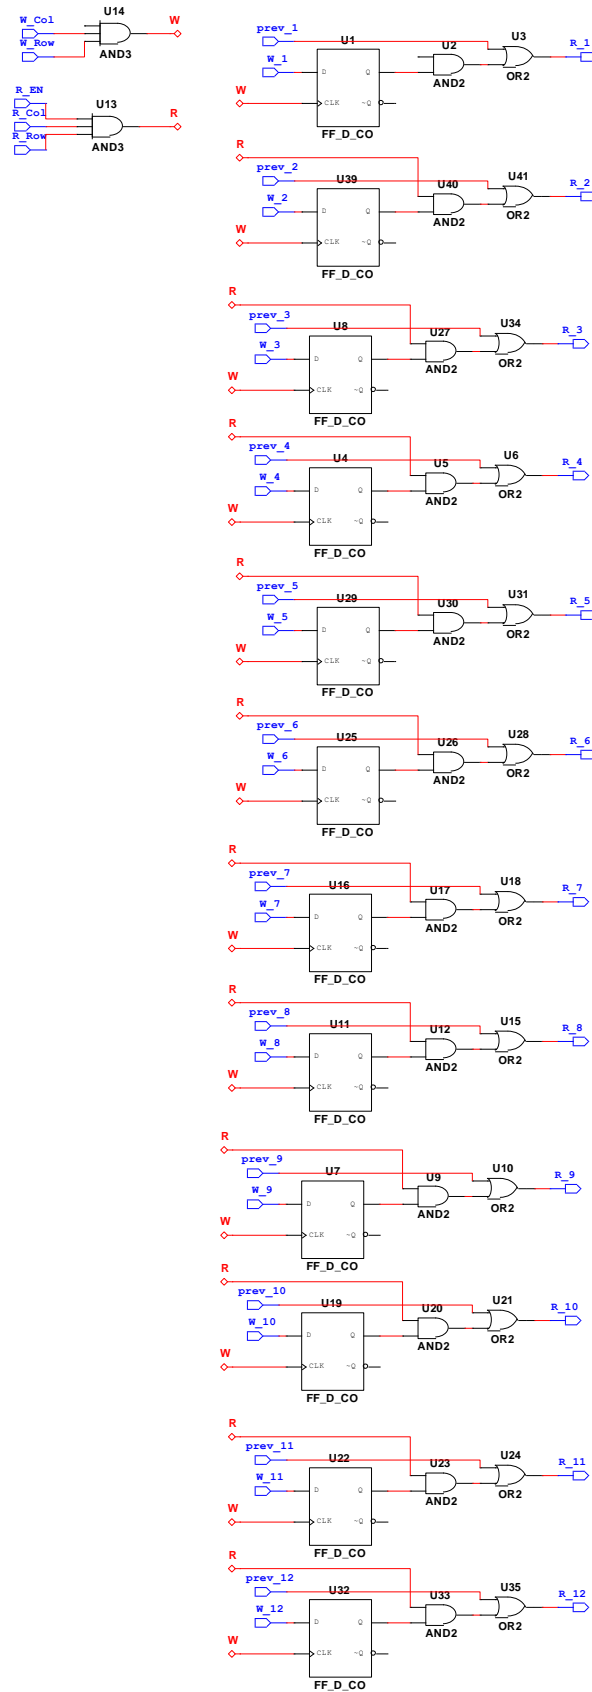 U14
W
W_Col
W_Row
AND3
R_EN
U13
R_Col
R
R_Row
AND3
prev_1
U1
U2
U3
R_1
W_1
D
Q
AND2
OR2
W
CLK
~Q
FF_D_CO
R
prev_2
U39
U40
U41
R_2
W_2
D
Q
AND2
OR2
W
CLK
~Q
FF_D_CO
R
prev_3
U8
U27
U34
R_3
W_3
D
Q
AND2
OR2
W
CLK
~Q
FF_D_CO
R
prev_4
U4
U5
U6
R_4
W_4
D
Q
AND2
OR2
W
CLK
~Q
FF_D_CO
R
prev_5
U29
U30
U31
R_5
W_5
D
Q
AND2
OR2
W
CLK
~Q
FF_D_CO
R
prev_6
U25
U26
U28
R_6
W_6
D
Q
AND2
OR2
W
CLK
~Q
FF_D_CO
R
prev_7
U16
U17
U18
R_7
W_7
D
Q
AND2
OR2
W
CLK
~Q
FF_D_CO
R
prev_8
U11
U12
U15
R_8
W_8
D
Q
AND2
OR2
W
CLK
~Q
FF_D_CO
R
prev_9
U7
U9
U10
R_9
W_9
D
Q
AND2
OR2
W
CLK
~Q
FF_D_CO
R
prev_10
U19
U20
U21
R_10
W_10
D
Q
AND2
OR2
W
CLK
~Q
FF_D_CO
R
prev_11
U22
U23
U24
R_11
W_11
D
Q
AND2
OR2
W
CLK
~Q
FF_D_CO
R
prev_12
U32
U33
U35
R_12
W_12
D
Q
AND2
OR2
W
CLK
~Q
FF_D_CO